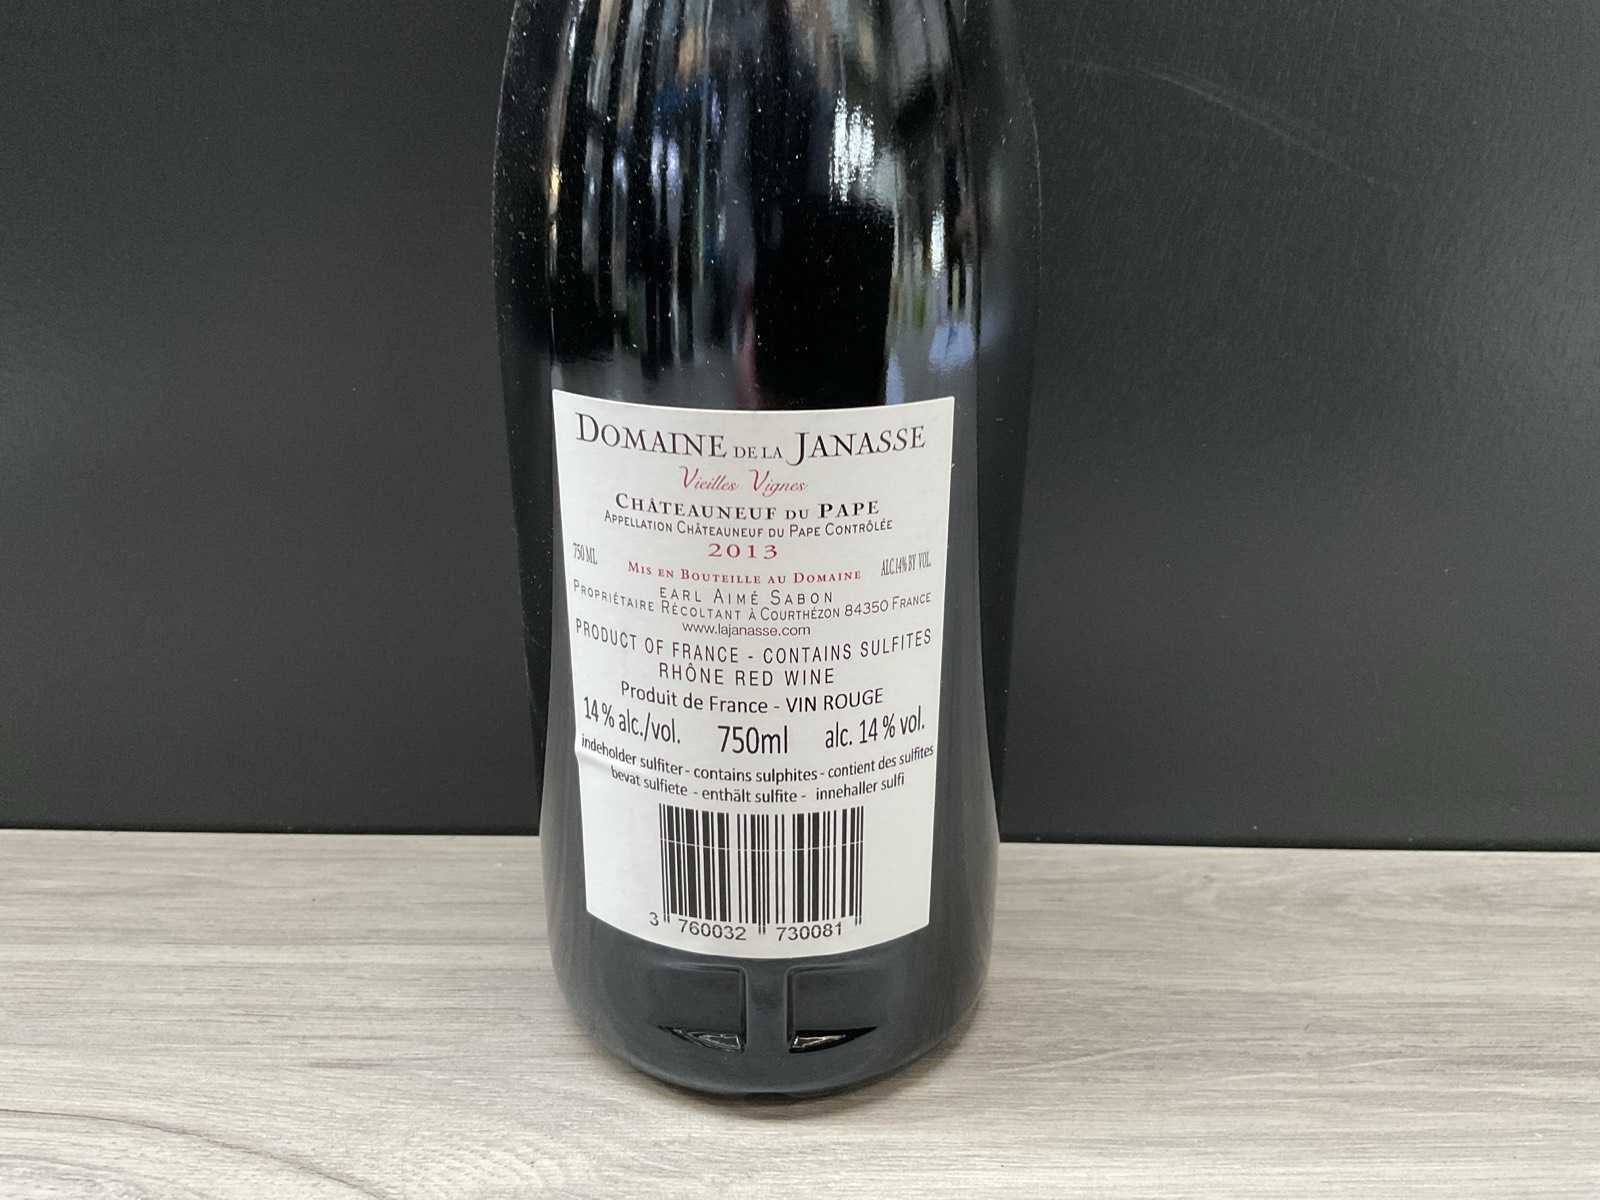 DOMAINE DE LA JANASSE
Vieilles Vignes
CHÂTEAUNEUF DU PAPE
APPELLATION CHÂTEAUNEUF DU PAPE CONTRÔLÉE
2013
750 ML
ALC.14% BY VOL.
MIS EN BOUTEILLE AU DOMAINE
EARL AIMÉ SABON
PROPRIÉTAIRE RÉCOLTANT À COURTHÉZON 84350 FRANCE
www.lajanasse.com
PRODUCT OF FRANCE - CONTAINS SULFITES
RHÔNE RED WINE
Produit de France - VIN ROUGE
14 % alc./vol. 750ml alc. 14 % vol.
indeholder sulfiter - contains sulphites - contient des sulfites
bevat sulfiete - enthält sulfite - innehaller sulfi
3 760032 730081